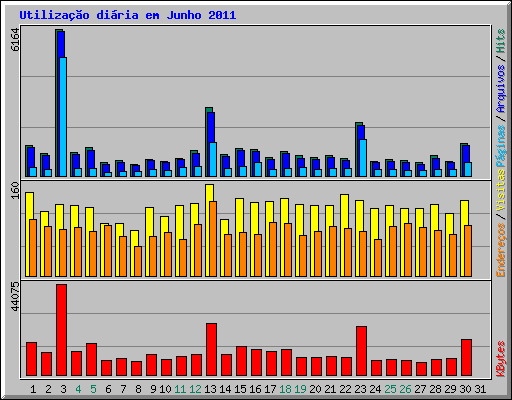 Utilização diária em Junho 2011
6164
160
44075
Hits / Arquivos / Páginas
Visitas / Endereços
KBytes
1 2 3 4 5 6 7 8 9 10 11 12 13 14 15 16 17 18 19 20 21 22 23 24 25 26 27 28 29 30 31